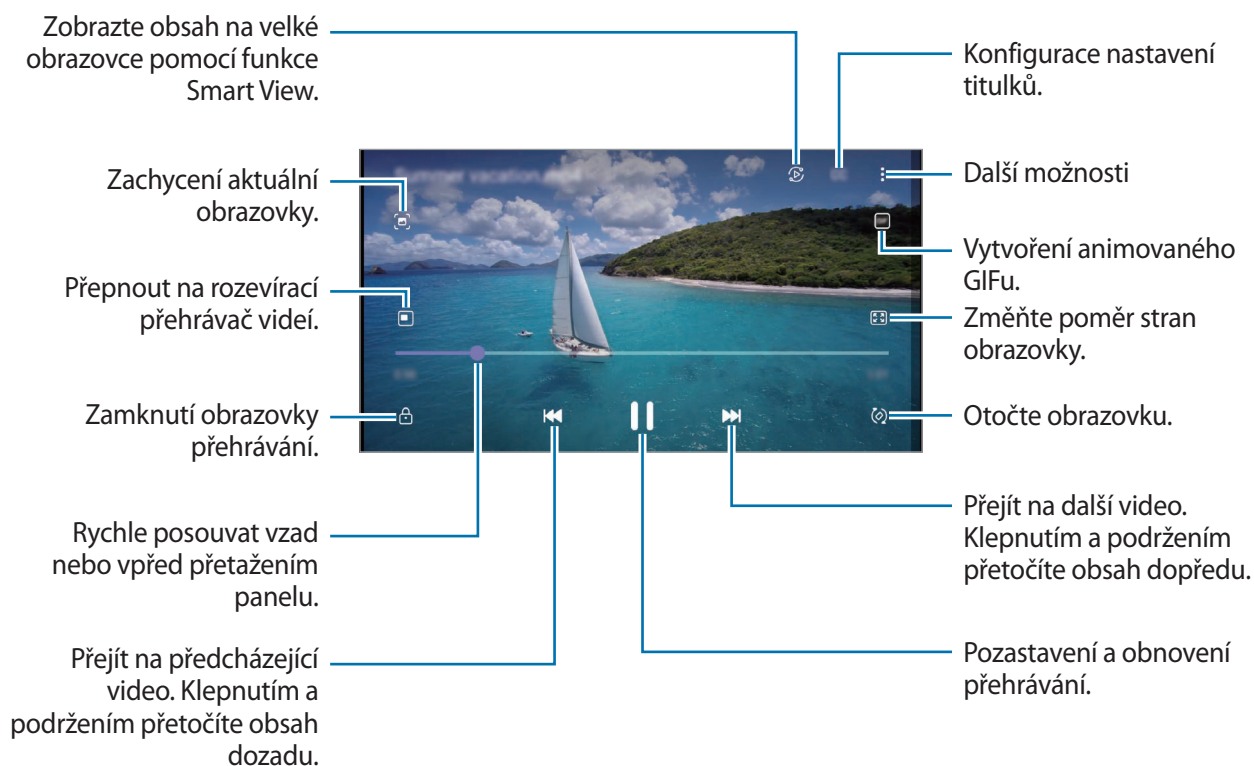 Zobrazte obsah na velké
obrazovce pomocí funkce
Smart View.
Konfigurace nastavení
titulků.
Zachycení aktuální
obrazovky.
Další možnosti
Vytvoření animovaného
GIFu.
Přepnout na rozevírací
přehrávač videí.
Změňte poměr stran
obrazovky.
Zamknutí obrazovky
přehrávání.
Otočte obrazovku.
Rychle posouvat vzad
nebo vpřed přetažením
panelu.
Přejít na další video.
Klepnutím a podržením
přetočíte obsah dopředu.
Přejít na předcházející
video. Klepnutím a
podržením přetočíte obsah
dozadu.
Pozastavení a obnovení
přehrávání.